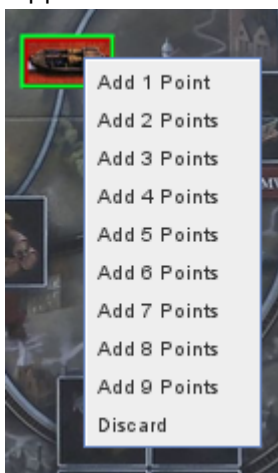 Add 1 Point
Add 2 Points
Add 3 Points
Add 4 Points
Add 5 Points
Add 6 Points
Add 7 Points
Add 8 Points
Add 9 Points
Discard